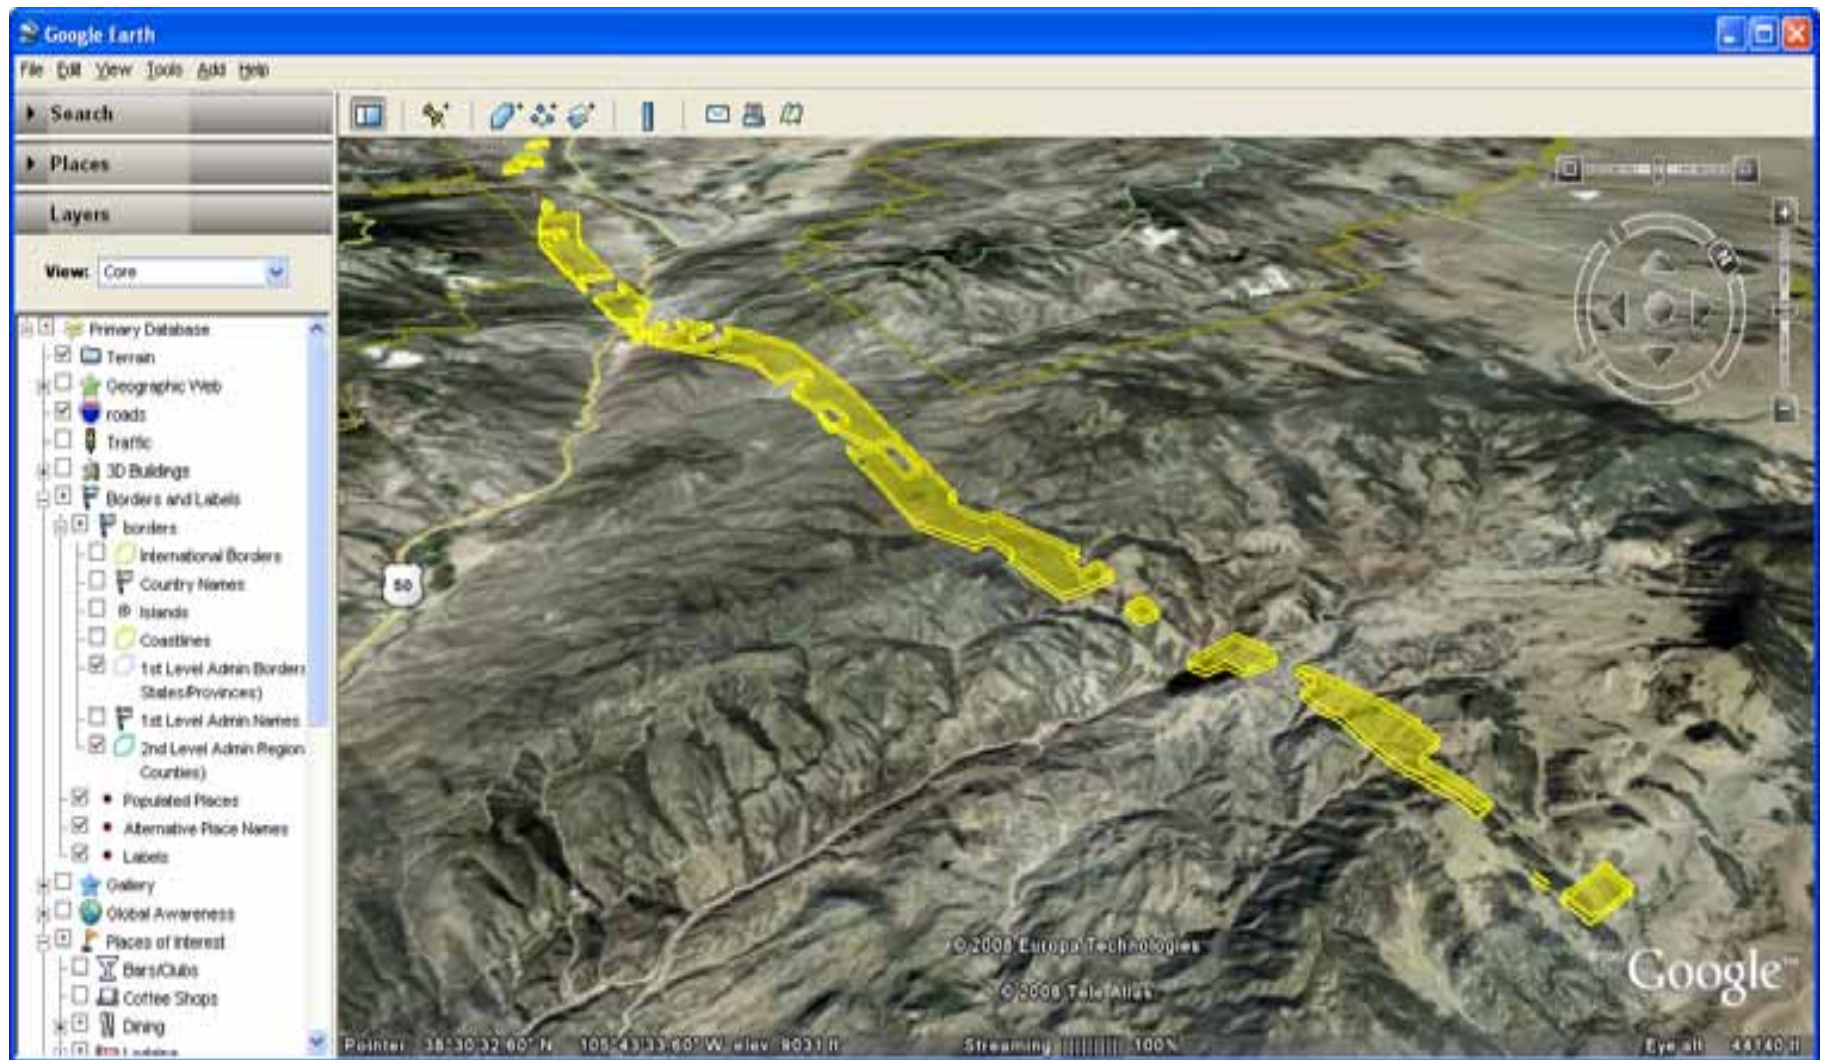 Google Earth
File Edit View Tools Add Help
Search
Places
Layers
View: Core
Primary Database
Terrain
Geographic Web
roads
Traffic
3D Buildings
Borders and Labels
borders
International Borders
Country Names
Islands
Coastlines
1st Level Admin Borders
States/Provinces)
1st Level Admin Names
2nd Level Admin Region
Counties)
Populated Places
Alternative Place Names
Labels
Gallery
Global Awareness
Places of Interest
Bars/Clubs
Coffee Shops
Dining
Lodging
N
50
© 2008 Europa Technologies
© 2008 Tele Atlas
Google™
Pointer 38°30'32.60" N 105°43'33.60" W elev 9031 ft Streaming 100% Eye alt 44140 ft